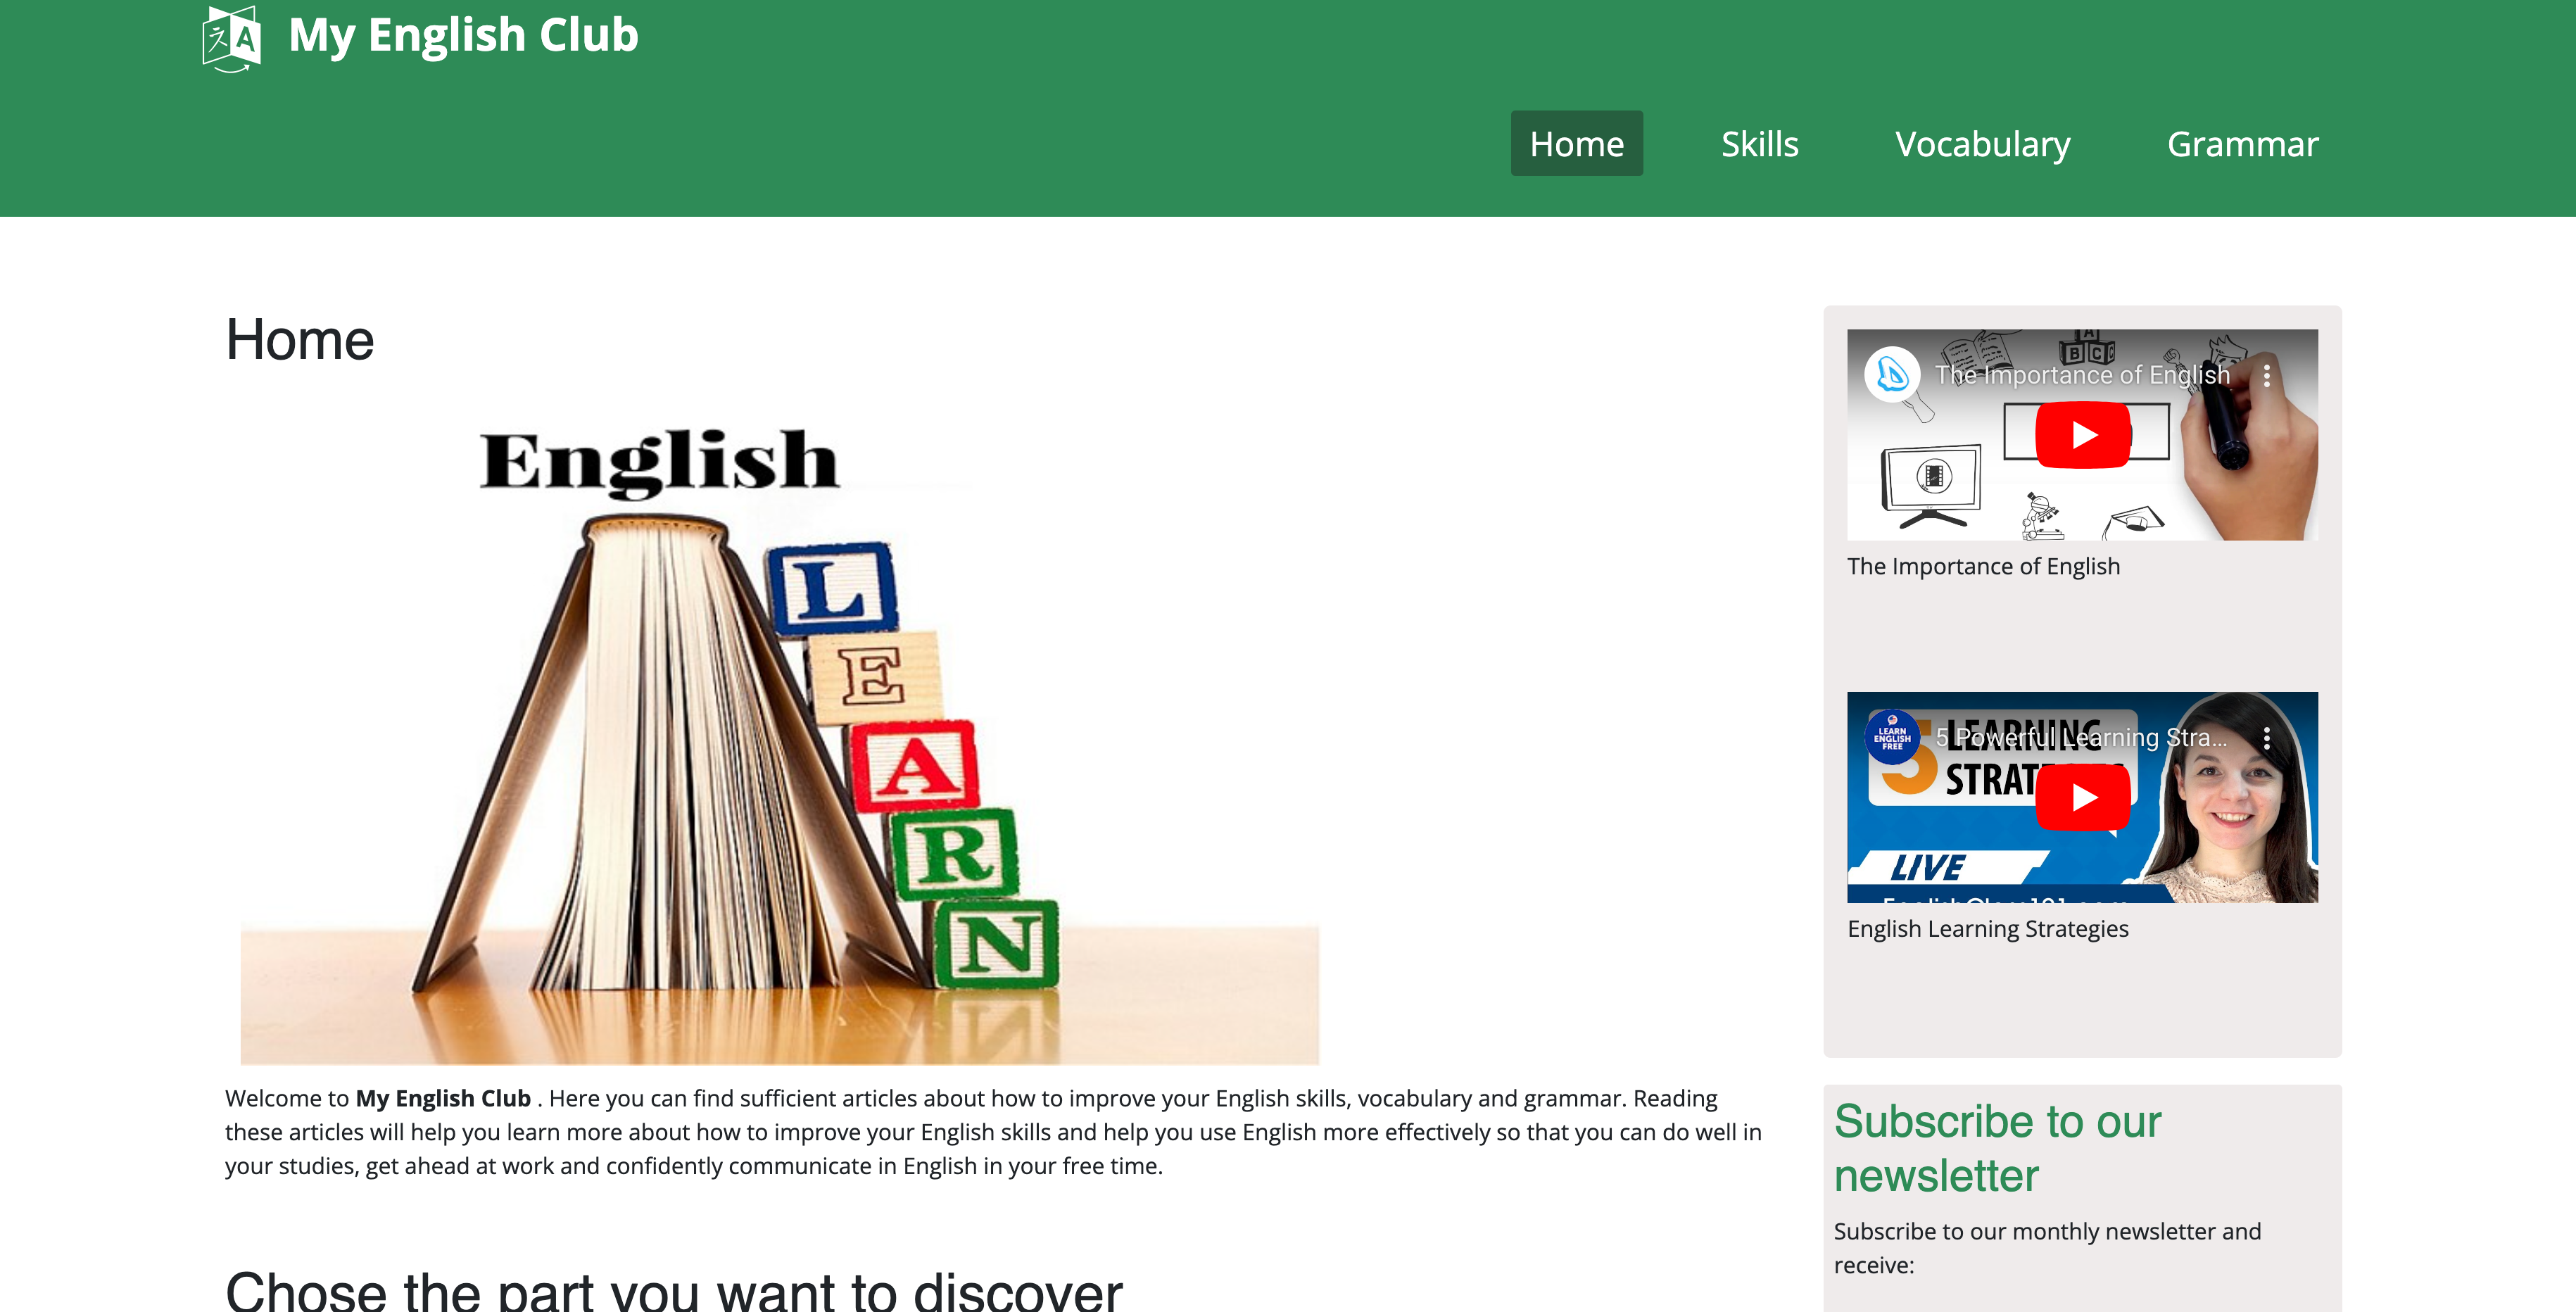 My English Club
Home
Skills
Vocabulary
Grammar
Home
English
L
E
A
R
N
Welcome to My English Club . Here you can find sufficient articles about how to improve your English skills, vocabulary and grammar. Reading
these articles will help you learn more about how to improve your English skills and help you use English more effectively so that you can do well in
your studies, get ahead at work and confidently communicate in English in your free time.
Chose the part you want to discover
A
B C
The Importance of English
The Importance of English
LEARN
ENGLISH
FREE
5 Powerful Learning Stra...
5 LEARNING
LIVE
English Learning Strategies
Subscribe to our
newsletter
Subscribe to our monthly newsletter and
receive: